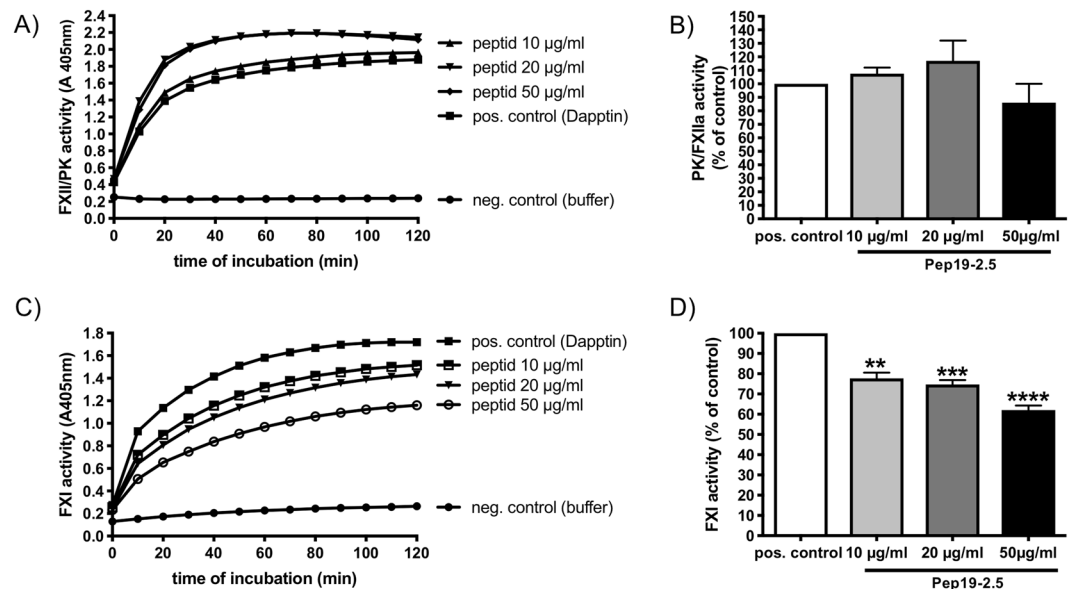 A)
FXII/PK activity (A 405nm)
2.4
2.2
2.0
1.8
1.6
1.4
1.2
1.0
0.8
0.6
0.4
0.2
0.0
0 20 40 60 80 100 120
time of incubation (min)
peptid 10 µg/ml
peptid 20 µg/ml
peptid 50 µg/ml
pos. control (Dapptin)
neg. control (buffer)
B)
PK/FXIIa activity
(% of control)
150
140
130
120
110
100
90
80
70
60
50
40
30
20
10
0
pos. control 10 µg/ml 20 µg/ml 50µg/ml
Pep19-2.5
C)
FXI activity (A405nm)
1.8
1.6
1.4
1.2
1.0
0.8
0.6
0.4
0.2
0.0
0 20 40 60 80 100 120
time of incubation (min)
pos. control (Dapptin)
peptid 10 µg/ml
peptid 20 µg/ml
peptid 50 µg/ml
neg. control (buffer)
D)
FXI activity (% of control)
100
90
80
70
60
50
40
30
20
10
0
** *** ****
pos. control 10 µg/ml 20 µg/ml 50µg/ml
Pep19-2.5